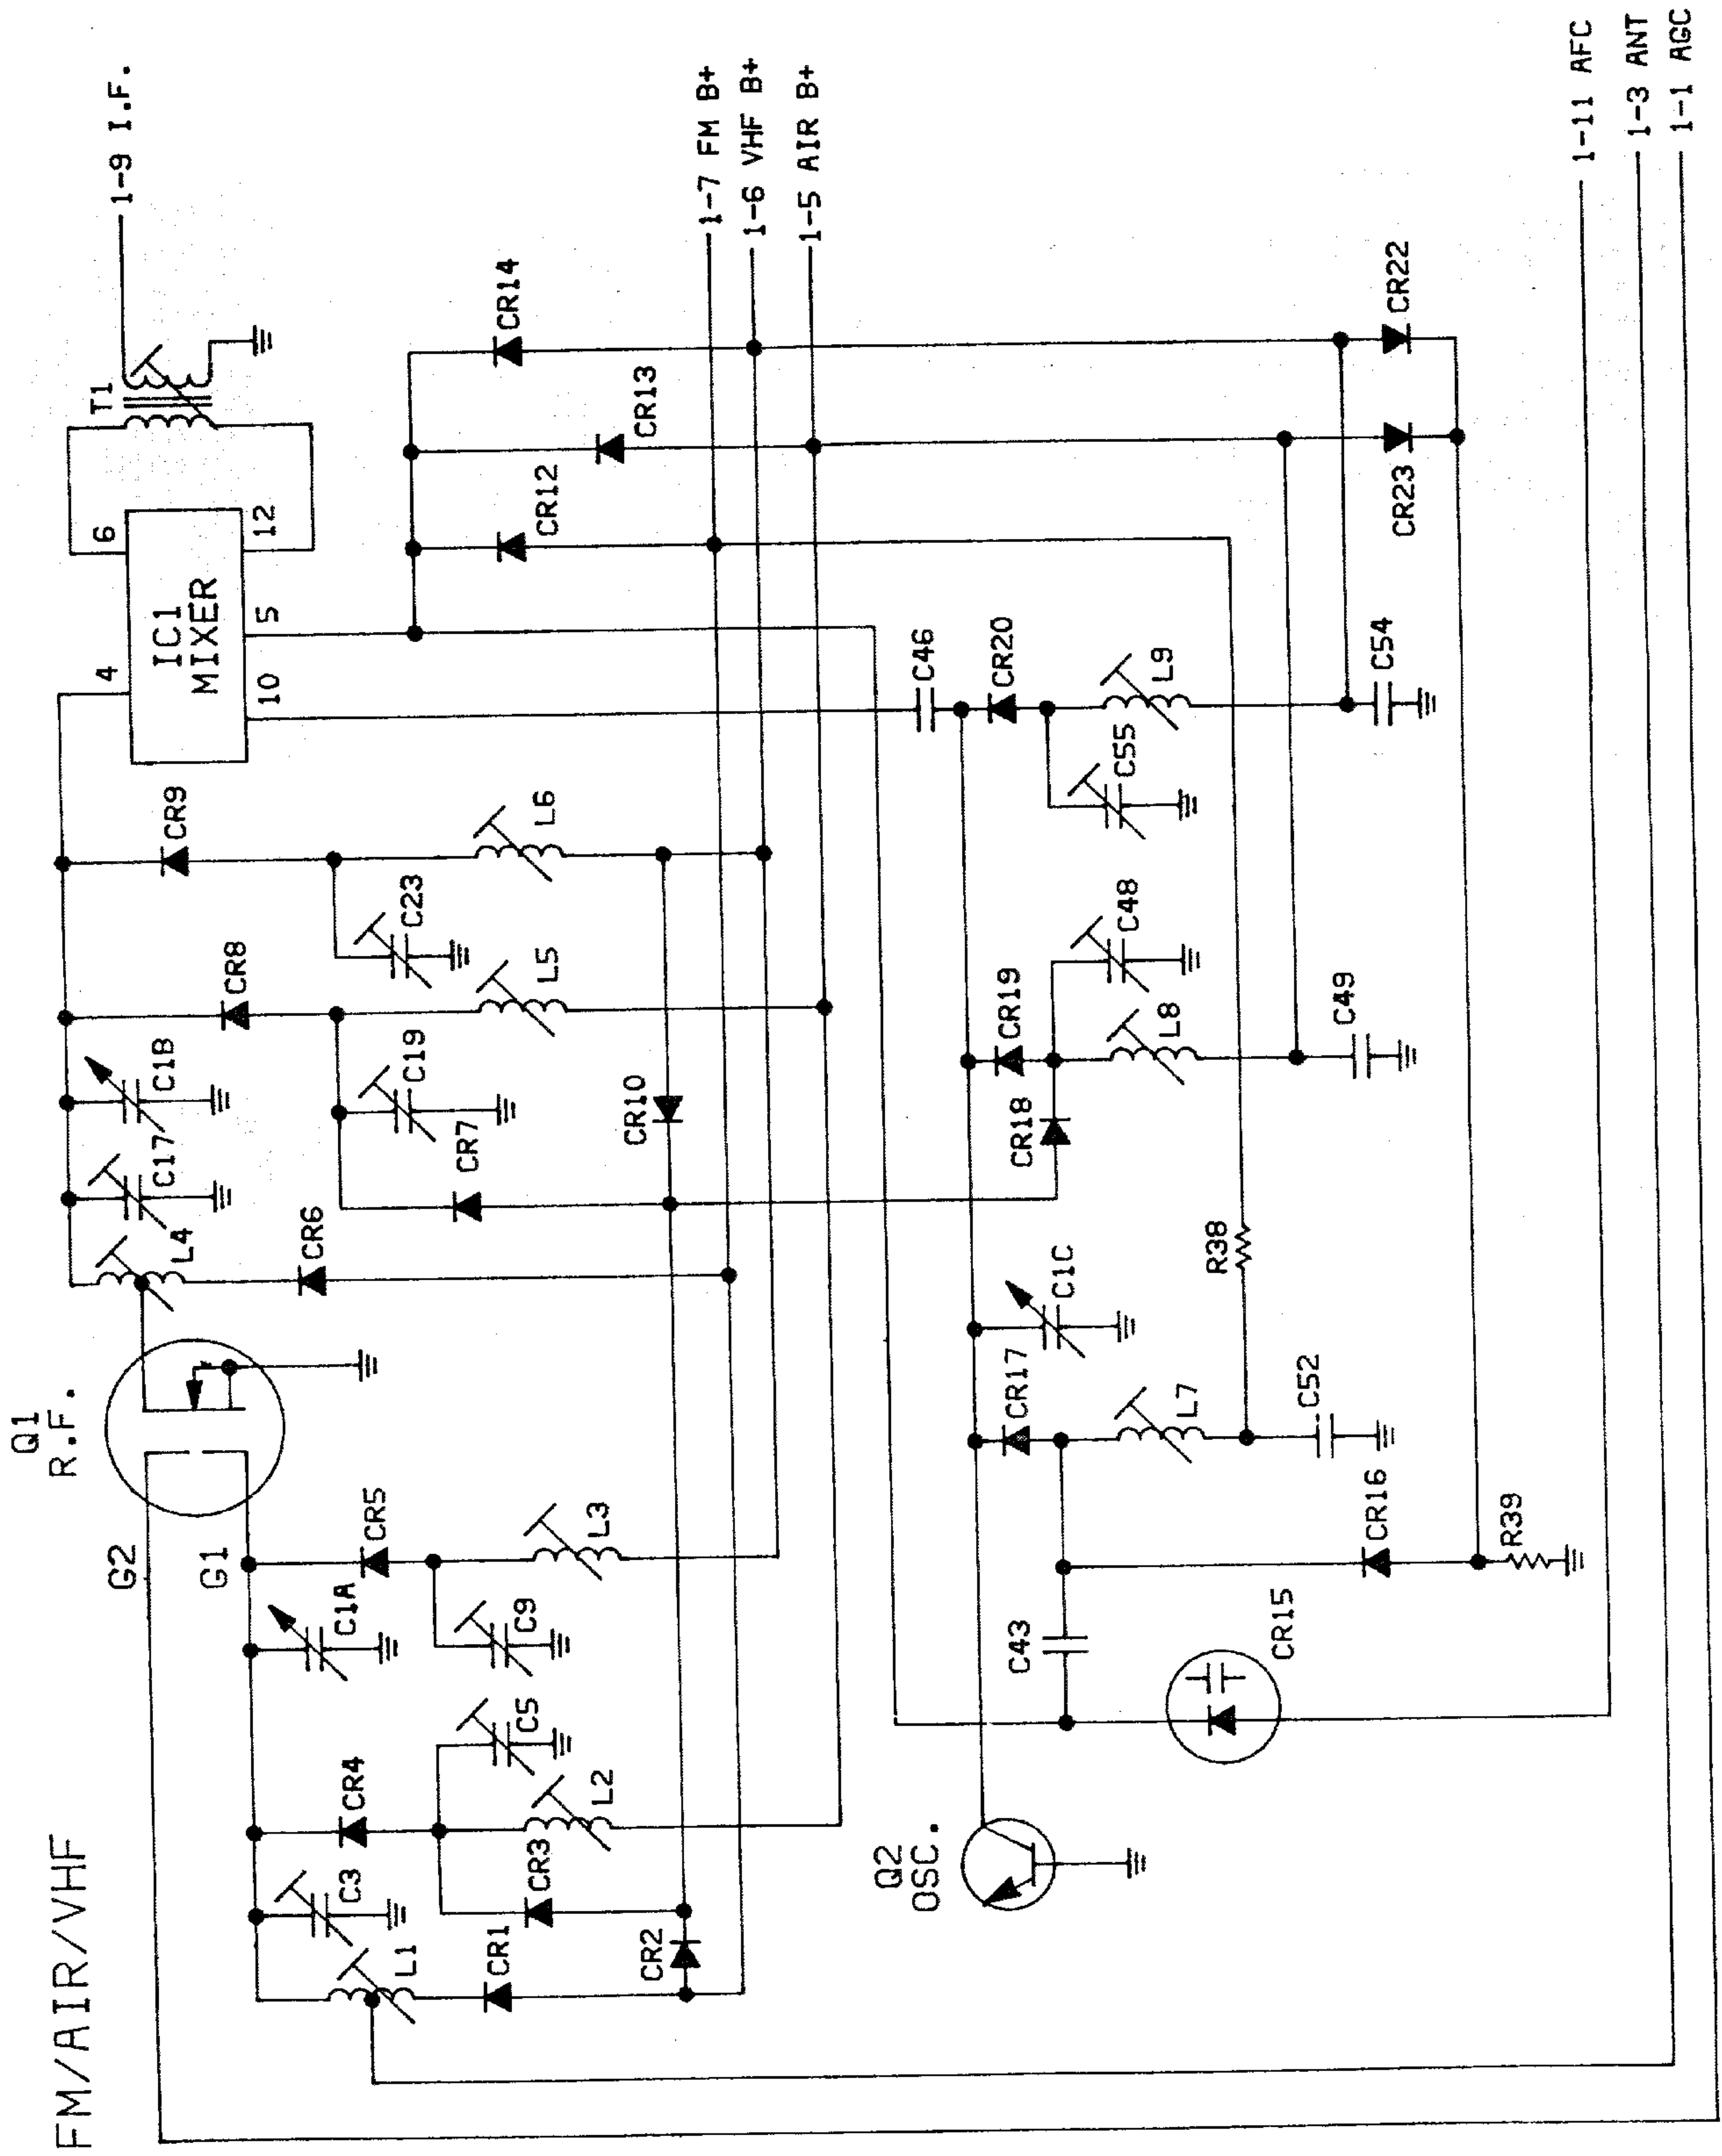 FM/AIR/VHF
Q1
R.F.
G2
G1
L1
C3
CR1
CR2
CR3
CR4
L2
C5
C1A
C9
CR5
L3
L4
CR6
C17
C1B
CR7
C19
CR8
L5
CR10
C23
CR9
L6
4
6
IC1
MIXER
10
5
12
T1
1-9 I.F.
CR12
CR13
CR14
1-7 FM B+
1-6 VHF B+
1-5 AIR B+
Q2
OSC.
C43
CR15
CR16
R39
CR17
L7
C52
C1C
R38
CR18
CR19
L8
C48
C49
C46
CR20
C55
L9
C54
CR23
CR22
1-11 AFC
1-3 ANT
1-1 AGC